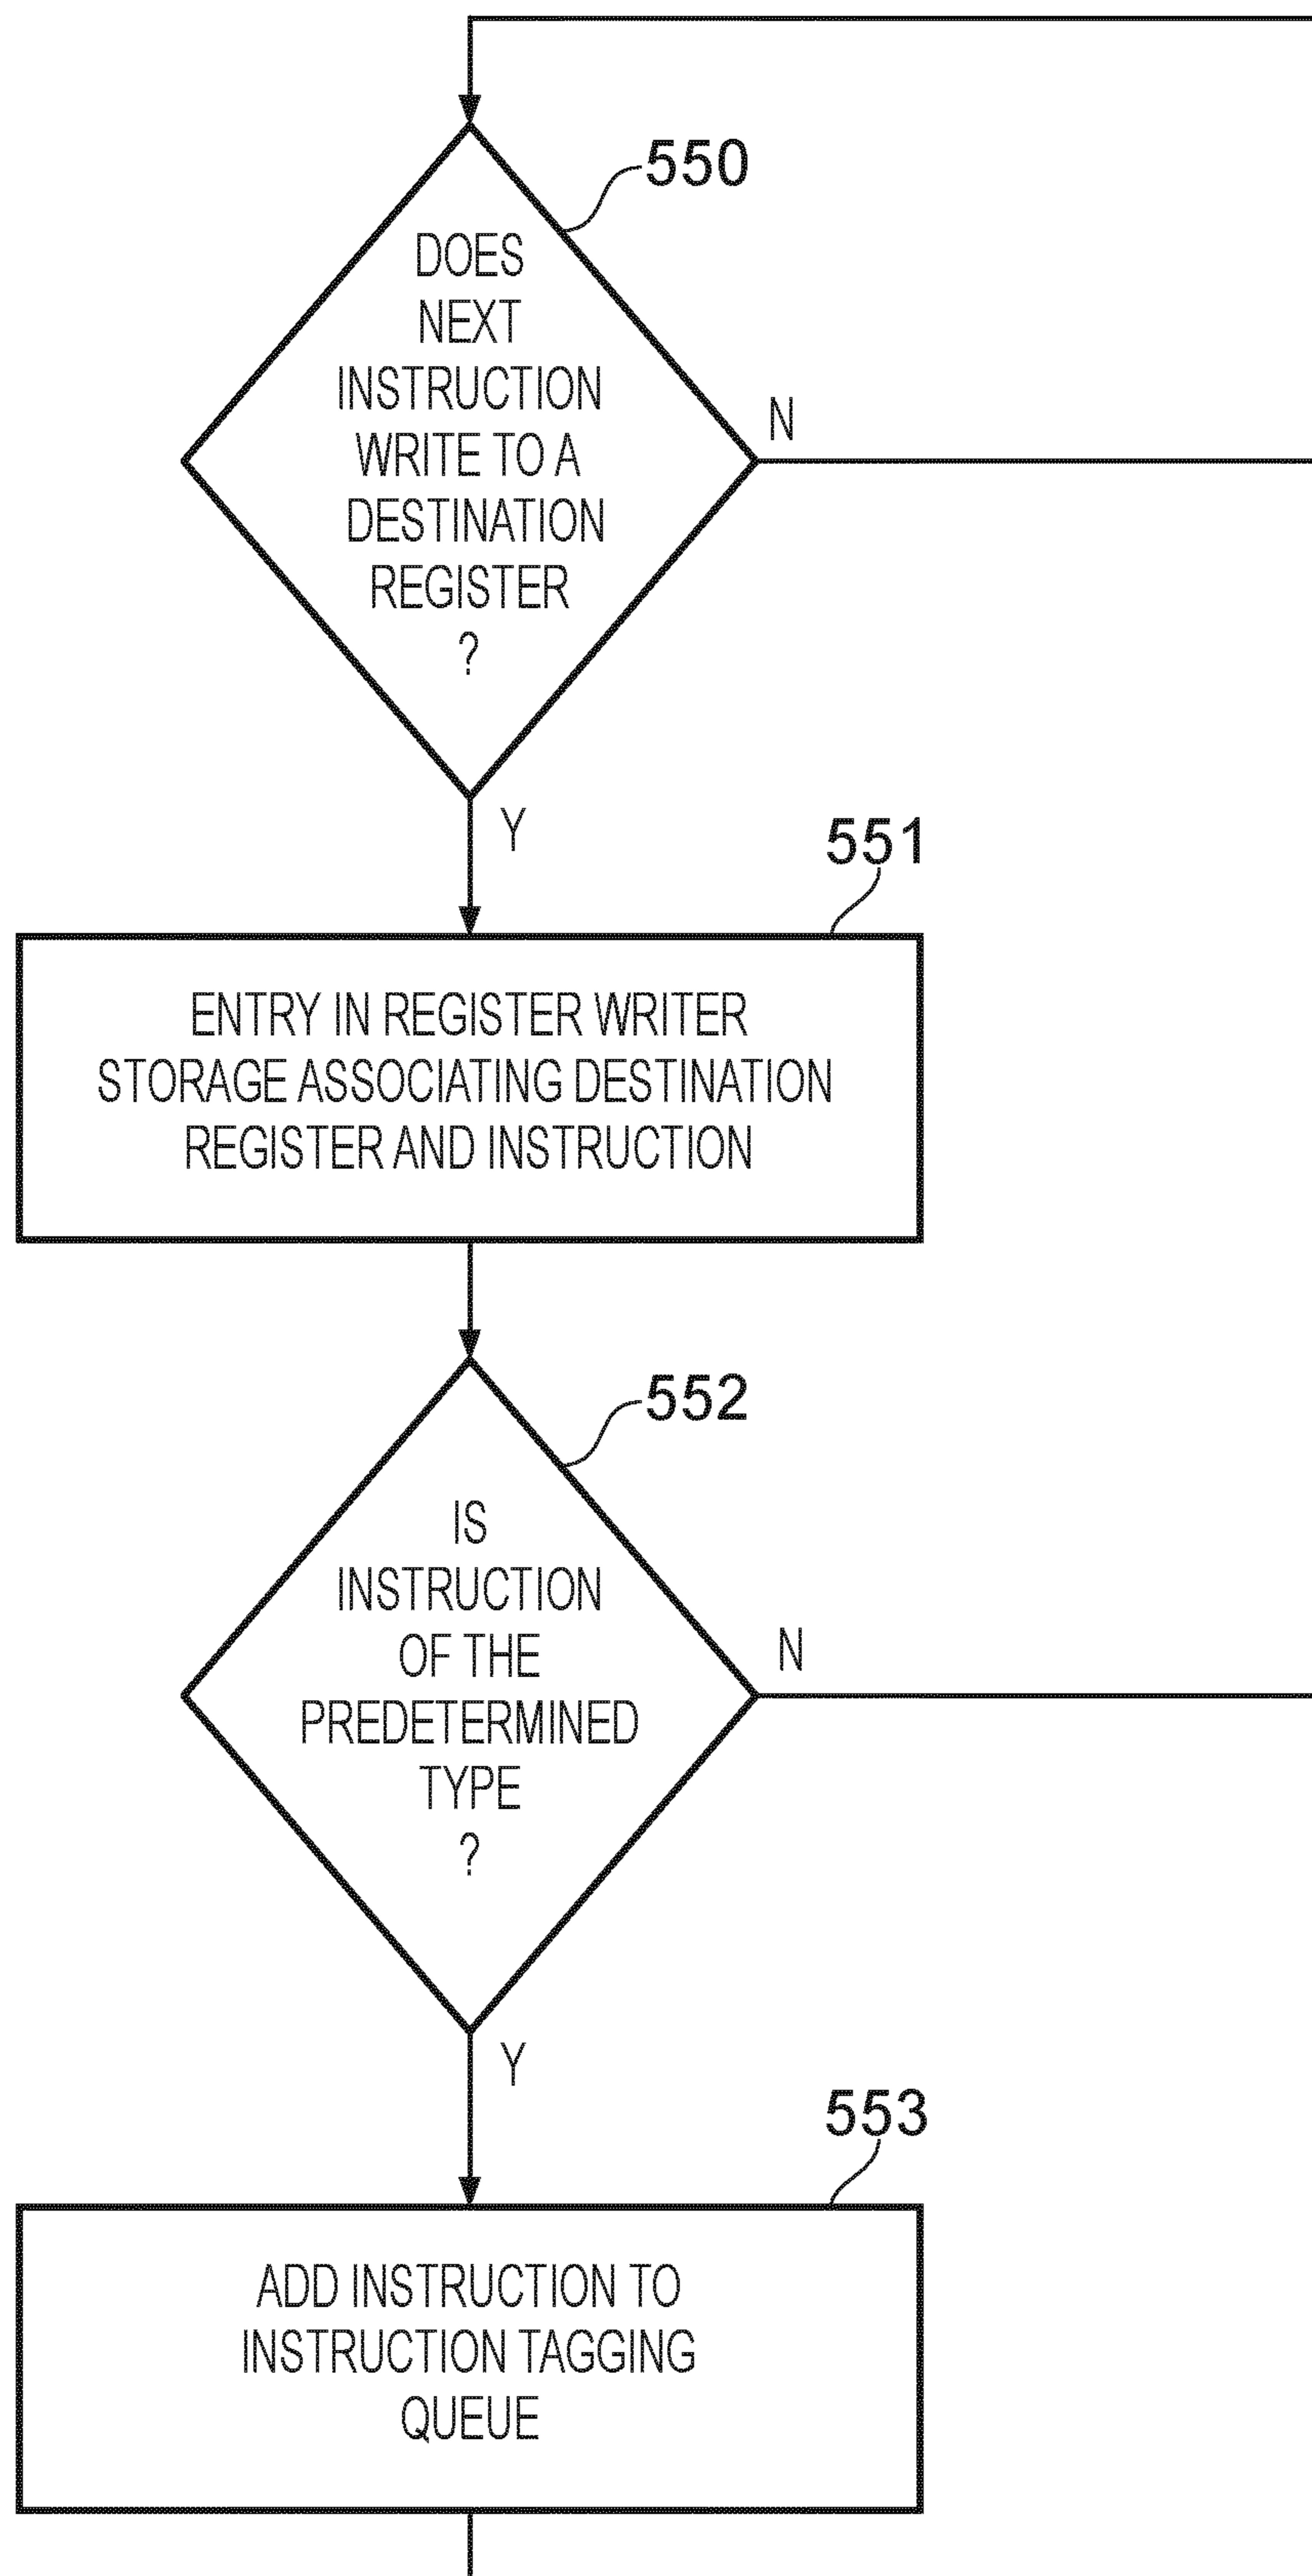 550
DOES
NEXT
INSTRUCTION
WRITE TO A
DESTINATION
REGISTER
?
N
Y
551
ENTRY IN REGISTER WRITER
STORAGE ASSOCIATING DESTINATION
REGISTER AND INSTRUCTION
552
IS
INSTRUCTION
OF THE
PREDETERMINED
TYPE
?
N
Y
553
ADD INSTRUCTION TO
INSTRUCTION TAGGING
QUEUE